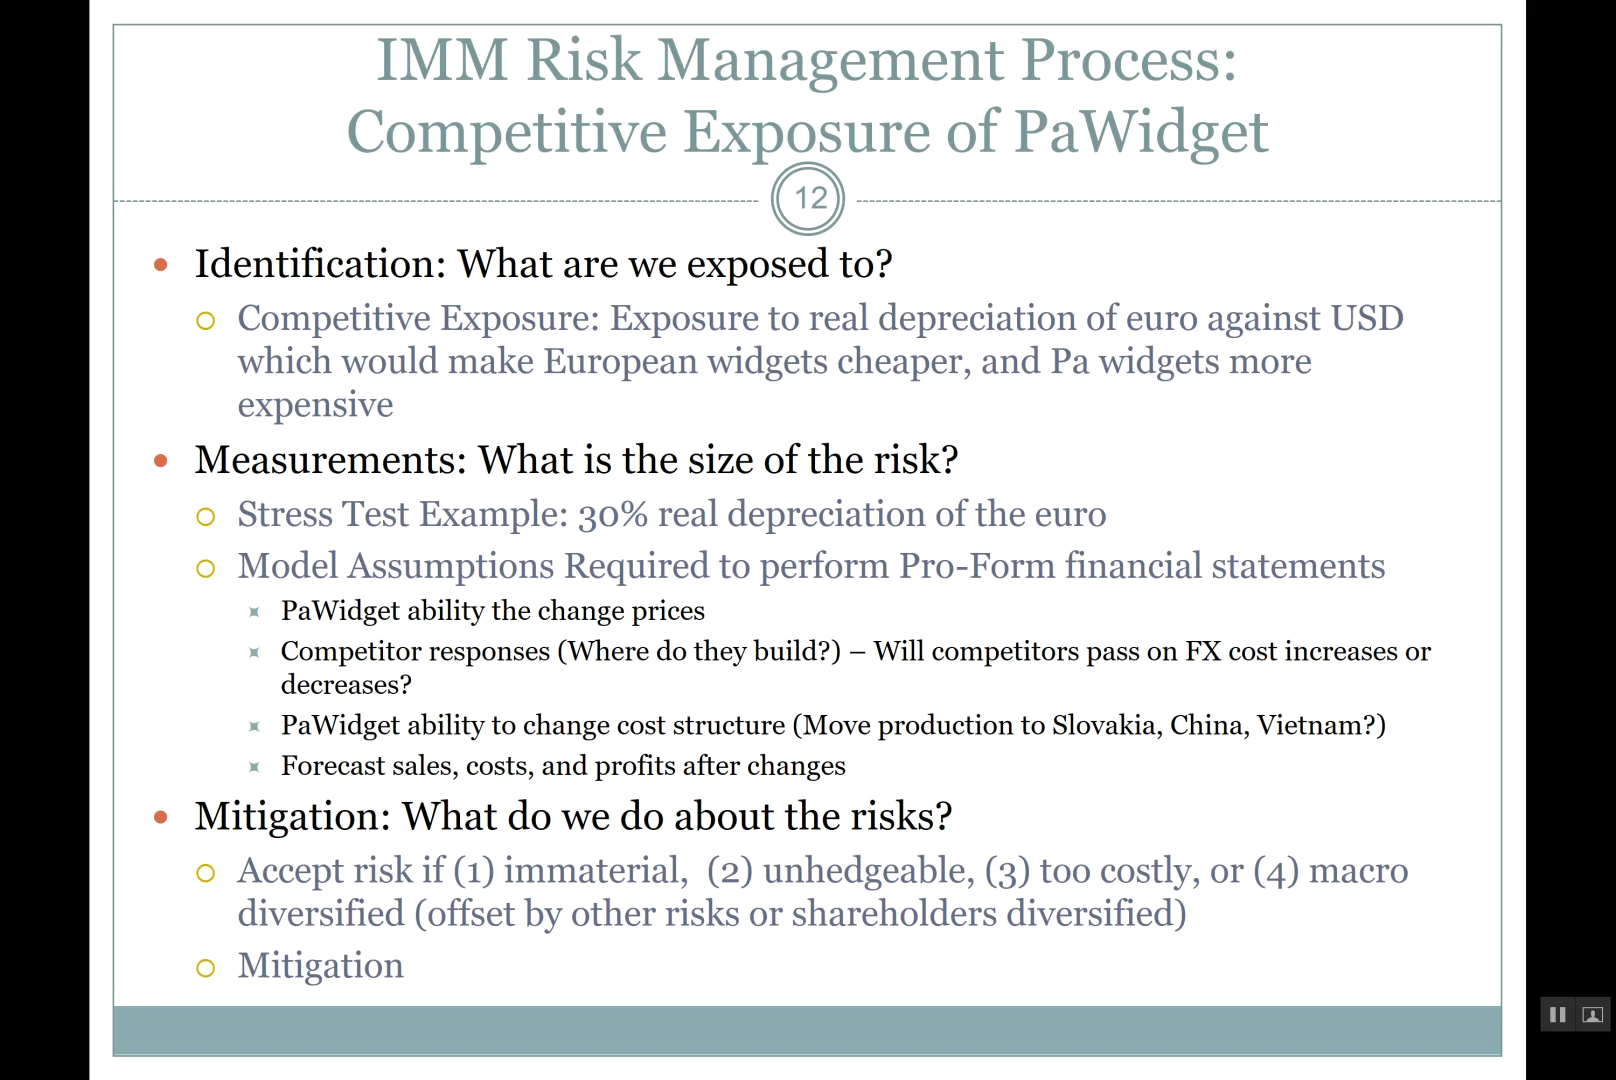 IMM Risk Management Process:
Competitive Exposure of PaWidget
12
Identification: What are we exposed to?
Competitive Exposure: Exposure to real depreciation of euro against USD
which would make European widgets cheaper, and Pa widgets more
expensive
Measurements: What is the size of the risk?
Stress Test Example: 30% real depreciation of the euro
Model Assumptions Required to perform Pro-Form financial statements
PaWidget ability the change prices
Competitor responses (Where do they build?) – Will competitors pass on FX cost increases or
decreases?
PaWidget ability to change cost structure (Move production to Slovakia, China, Vietnam?)
Forecast sales, costs, and profits after changes
Mitigation: What do we do about the risks?
Accept risk if (1) immaterial,  (2) unhedgeable, (3) too costly, or (4) macro
diversified (offset by other risks or shareholders diversified)
Mitigation